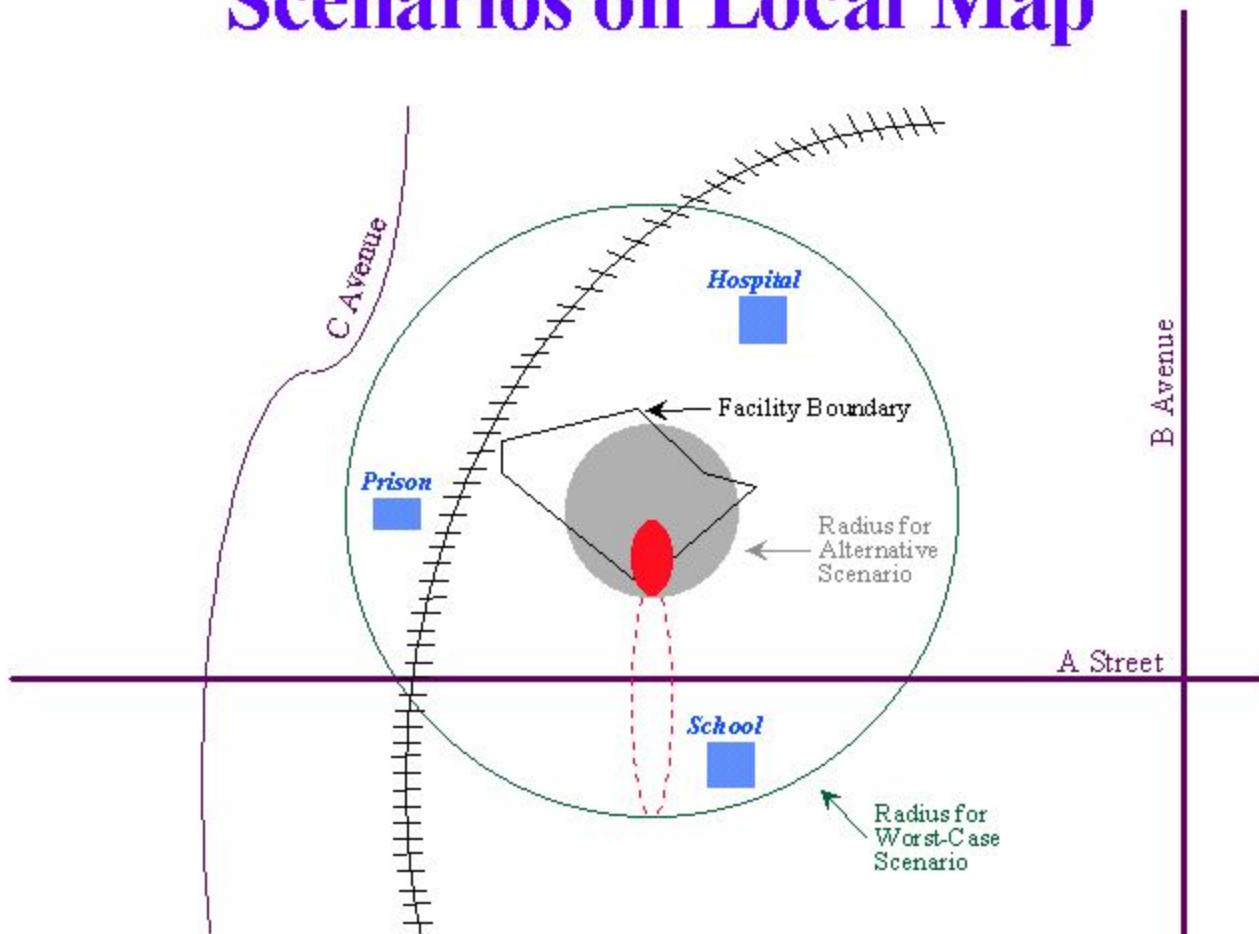 Scenarios on Local Map
C Avenue
Hospital
B Avenue
Facility Boundary
Prison
Radius for
Alternative
Scenario
A Street
School
Radius for
Worst-Case
Scenario